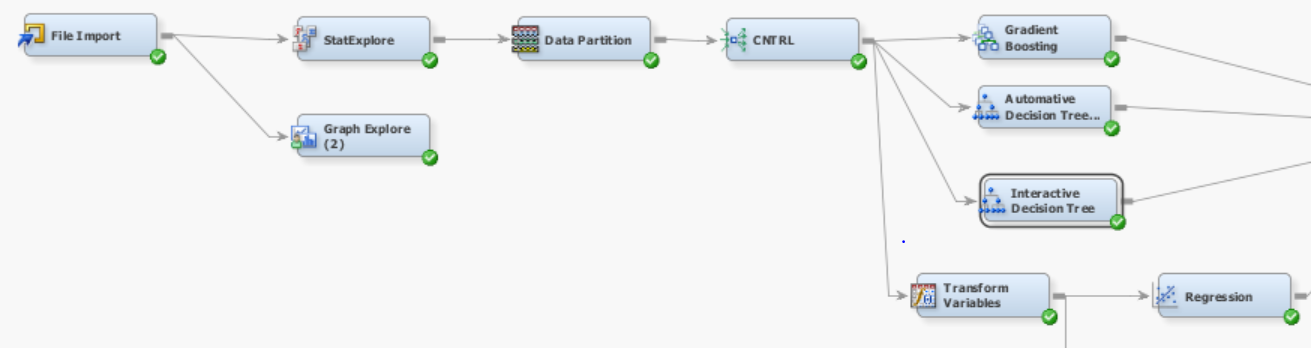 File Import
StatExplore
Data Partition
CNTRL
Gradient
Boosting
Graph Explore
(2)
Automative
Decision Tree...
Interactive
Decision Tree
Transform
Variables
Regression